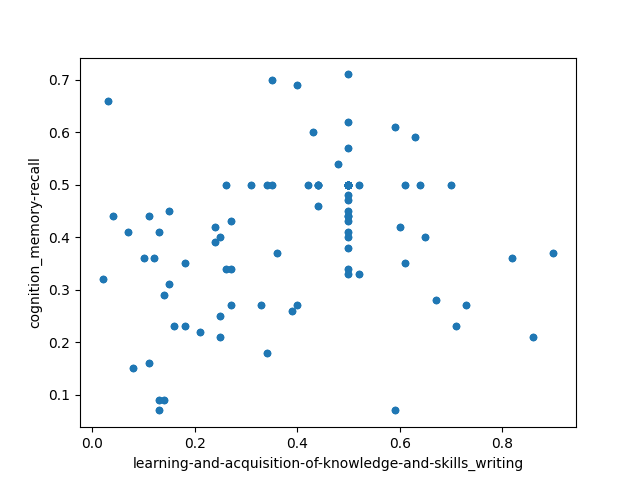 0.7
0.6
0.5
0.4
0.3
0.2
0.1
cognition_memory-recall
0.0 0.2 0.4 0.6 0.8
learning-and-acquisition-of-knowledge-and-skills_writing